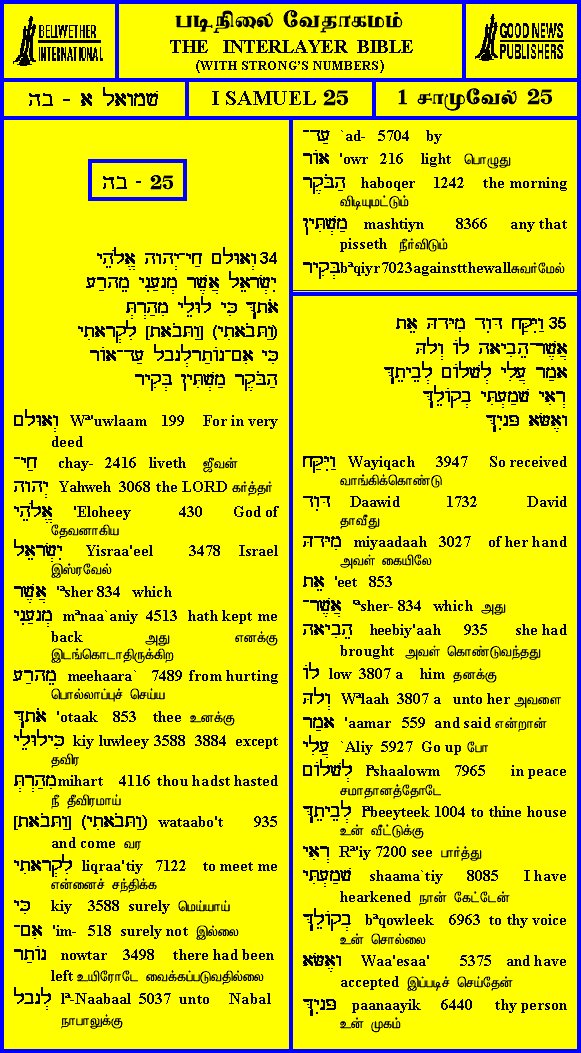 BELLWETHER
INTERNATIONAL
படிநிலை வேதாகமம்
THE INTERLAYER BIBLE
(WITH STRONG'S NUMBERS)
GOOD NEWS
PUBLISHERS
שמואל א - בה
I SAMUEL 25
1 சாமுவேல் 25
בה - 25
34 וְאוּלָם חַי־יְהוָה אֱלֹהֵי
יִשְׂרָאֵל אֲשֶׁר מְנָעַנִי מֵהָרַע
אֹתָךְ כִּי לוּלֵי מִהַרְתְּ
(וַתָּבֹאתִי) [וַתָּבֹאת] לִקְרָאתִי
כִּי אִם־נוֹתַר לְנָבָל עַד־אוֹר
הַבֹּקֶר מַשְׁתִּין בְּקִיר
וְאוּלָם Wª'uwlaam 199 For in very
deed
חַי־ chay- 2416 liveth ஜீவன்
יְהוָה Yahweh 3068 the LORD கர்த்தர்
אֱלֹהֵי 'Eloheey 430 God of
தேவனாகிய
יִשְׂרָאֵל Yisraa'eel 3478 Israel
இஸ்ரவேல்
אֲשֶׁר 'ªsher 834 which
מְנָעַנִי mªnaa`aniy 4513 hath kept me
back அது எனக்கு
இடங்கொடாதிருக்கிற
מֵהָרַע meehaara` 7489 from hurting
பொல்லாப்புச் செய்ய
אֹתָךְ 'otaak 853 thee உனக்கு
כִּי לוּלֵי kiy luwleey 3588 3884 except
தவிர
מִהַרְתְּ mihart 4116 thou hadst hasted
நீ தீவிரமாய்
[וַתָּבֹאת] (וַתָּבֹאתִי) wataabo't 935
and come வர
לִקְרָאתִי liqraa'tiy 7122 to meet me
என்னைச் சந்திக்க
כִּי kiy 3588 surely மெய்யாய்
אִם־ 'im- 518 surely not இல்லை
נוֹתַר nowtar 3498 there had been
left உயிரோடே வைக்கப்படுவதில்லை
לְנָבָל lª-Naabaal 5037 unto Nabal
நாபாலுக்கு
עַד־ `ad- 5704 by
אוֹר 'owr 216 light பொழுது
הַבֹּקֶר haboqer 1242 the morning
விடியுமட்டும்
מַשְׁתִּין mashtiyn 8366 any that
pisseth நீர்விடும்
בְּקִיר bªqiyr 7023 against the wall சுவர்மேல்
35 וַיִּקַּח דָּוִד מִיָּדָהּ אֵת
אֲשֶׁר־הֵבִיאָה לוֹ וְלָהּ
אָמַר עֲלִי לְשָׁלוֹם לְבֵיתֵךְ
רְאִי שָׁמַעְתִּי בְקוֹלֵךְ
וָאֶשָּׂא פָּנָיִךְ
וַיִּקַּח Wayiqach 3947 So received
வாங்கிக்கொண்டு
דָּוִד Daawid 1732 David
தாவீது
מִיָּדָהּ miyaadaah 3027 of her hand
அவள் கையிலே
אֵת 'eet 853
אֲשֶׁר־ 'ªsher- 834 which அது
הֵבִיאָה heebiy'aah 935 she had
brought அவள் கொண்டுவந்தது
לוֹ low 3807 a him தனக்கு
וְלָהּ Wªlaah 3807 a unto her அவளை
אָמַר 'aamar 559 and said என்றான்
עֲלִי `Aliy 5927 Go up போ
לְשָׁלוֹם lªshaalowm 7965 in peace
சமாதானத்தோடே
לְבֵיתֵךְ lªbeeyteek 1004 to thine house
உன் வீட்டுக்கு
רְאִי Rª'iy 7200 see பார்த்து
שָׁמַעְתִּי shaama`tiy 8085 I have
hearkened நான் கேட்டேன்
בְקוֹלֵךְ bªqowleek 6963 to thy voice
உன் சொல்லை
וָאֶשָּׂא Waa'esaa' 5375 and have
accepted இப்படிச் செய்தேன்
פָּנָיִךְ paanaayik 6440 thy person
உன் முகம்